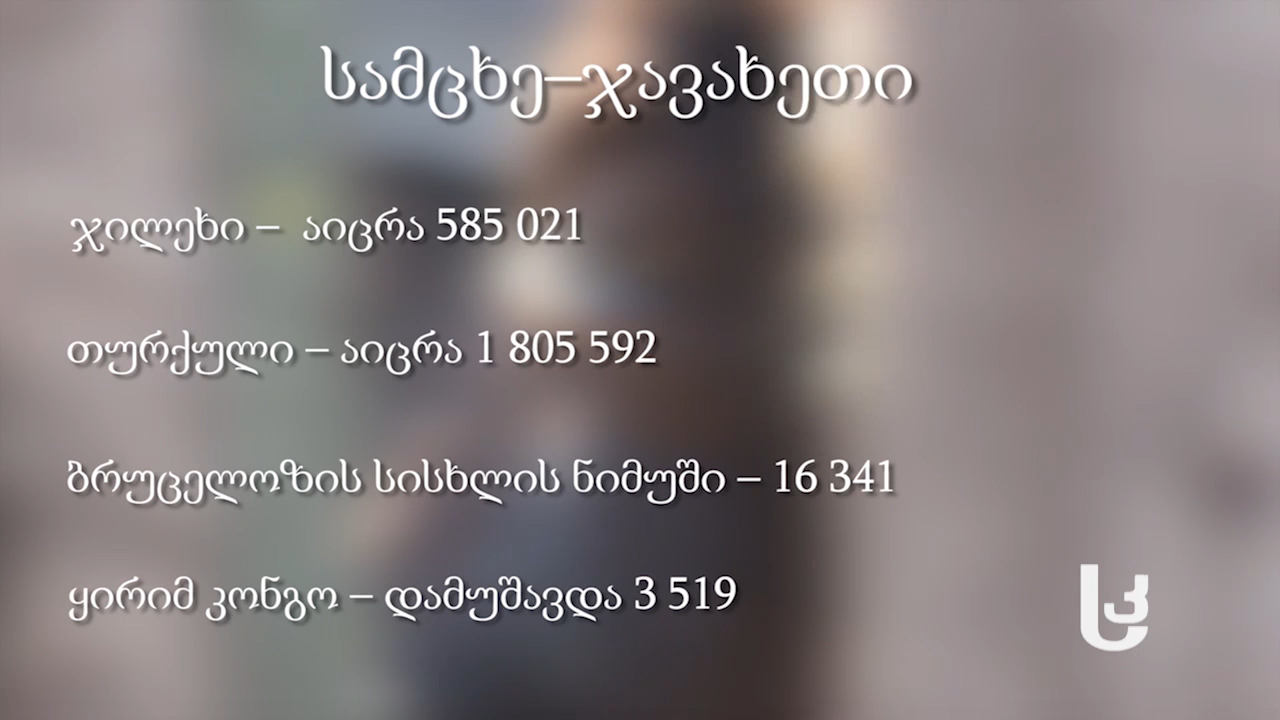 სამცხე–ჯავახეთი
ჯილეხი – აიცრა 585 021
თურქული – აიცრა 1 805 592
ბრუცელოზის სისხლის ნიმუში – 16 341
ყირიმ კონგო – დამუშავდა 3 519